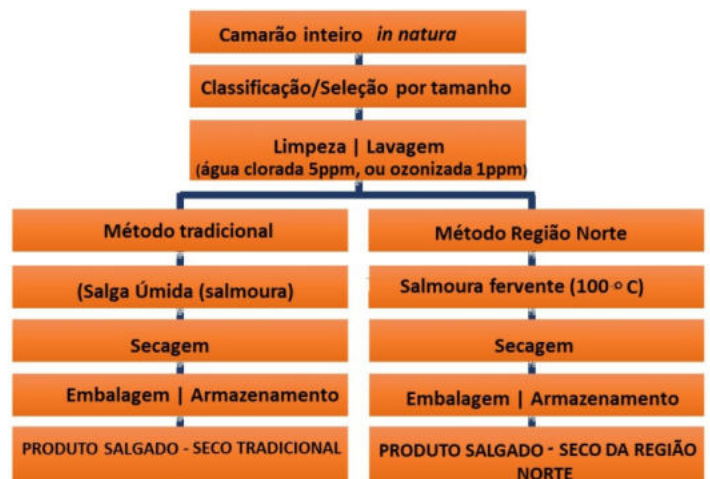 Camarão inteiro in natura
Classificação/Seleção por tamanho
Limpeza | Lavagem
(água clorada 5ppm, ou ozonizada 1ppm)
Método tradicional
(Salga Úmida (salmoura)
Secagem
Embalagem | Armazenamento
PRODUTO SALGADO - SECO TRADICIONAL
Método Região Norte
Salmoura fervente (100 ° C)
Secagem
Embalagem | Armazenamento
PRODUTO SALGADO - SECO DA REGIÃO
NORTE